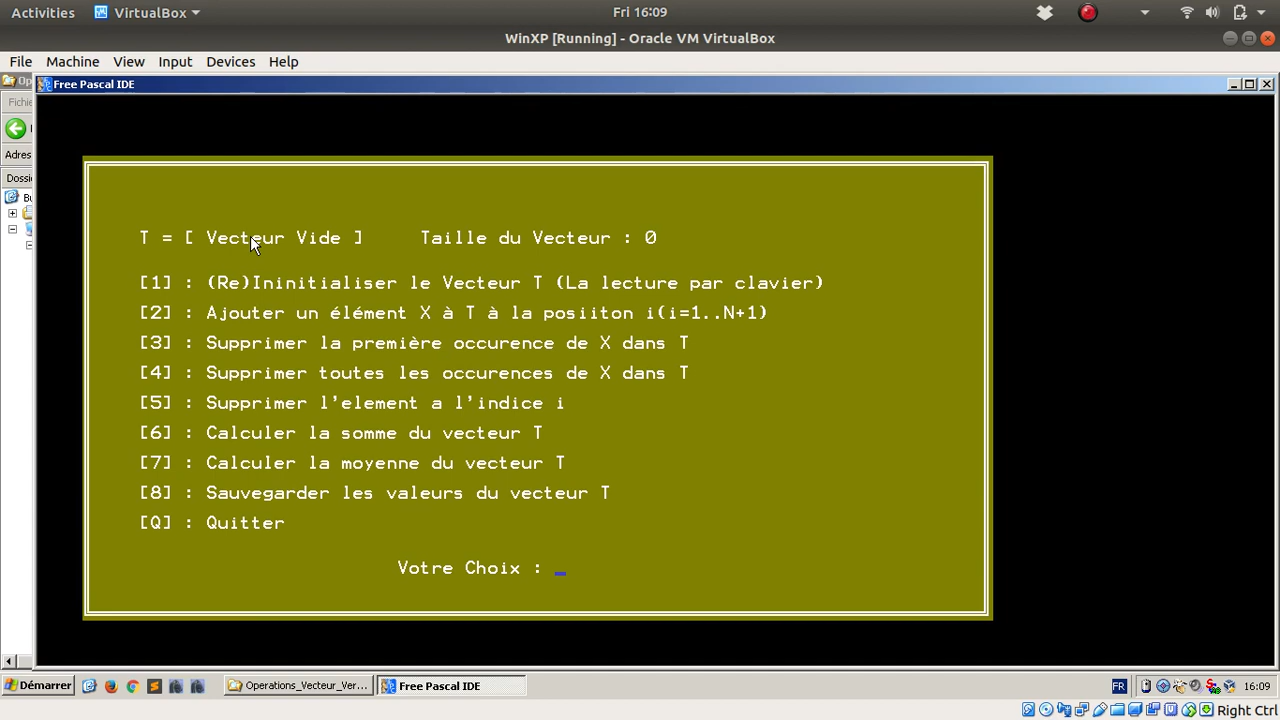 Activities VirtualBox Fri 16:09
WinXP [Running] - Oracle VM VirtualBox
File Machine View Input Devices Help
Free Pascal IDE
Fichie
Adres
Dossie
T = [ Vecteur Vide ] Taille du Vecteur : 0
[1] : (Re)Ininitialiser le Vecteur T (La lecture par clavier)
[2] : Ajouter un élément X à T à la posiiton i(i=1..N+1)
[3] : Supprimer la première occurence de X dans T
[4] : Supprimer toutes les occurences de X dans T
[5] : Supprimer l'element a l'indice i
[6] : Calculer la somme du vecteur T
[7] : Calculer la moyenne du vecteur T
[8] : Sauvegarder les valeurs du vecteur T
[Q] : Quitter
Votre Choix : _
Démarrer Operations_Vecteur_Ver... Free Pascal IDE FR 16:09
Right Ctrl